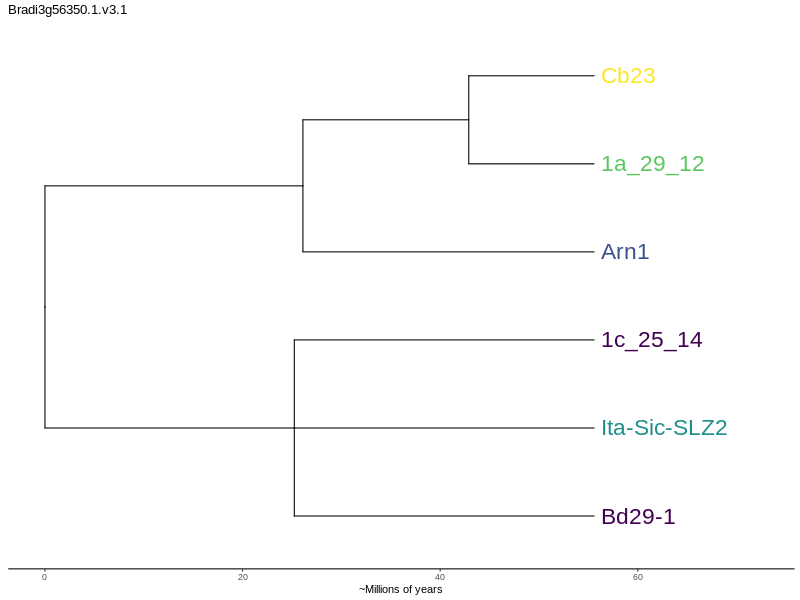 Bradi3g56350.1.v3.1
Cb23
1a_29_12
Arn1
1c_25_14
Ita-Sic-SLZ2
Bd29-1
0 20 40 60
~Millions of years